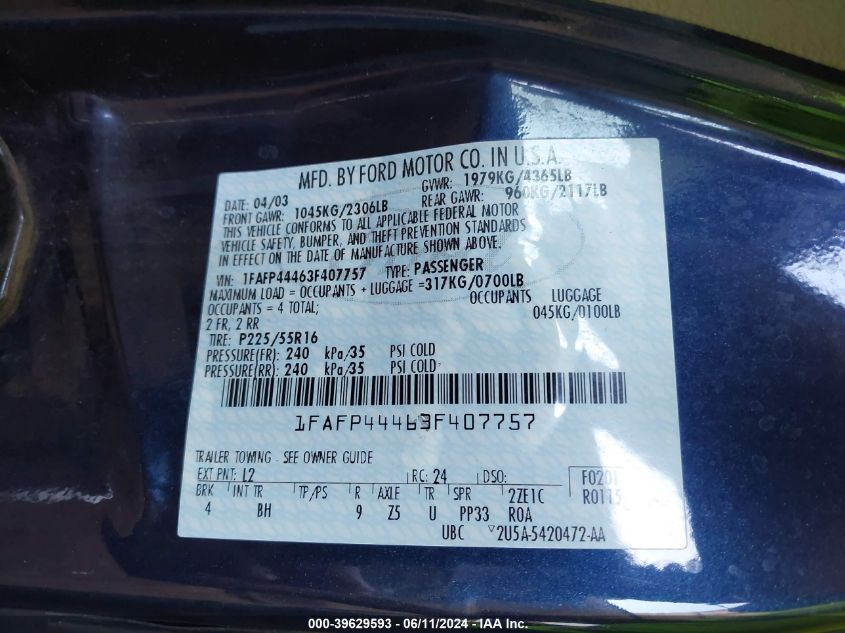 MFD. BY FORD MOTOR CO. IN U.S.A.
DATE: 04/03 GVWR: 1979KG/4365LB
FRONT GAWR: 1045KG/2306LB REAR GAWR: 960KG/2117LB
THIS VEHICLE CONFORMS TO ALL APPLICABLE FEDERAL MOTOR
VEHICLE SAFETY, BUMPER, AND THEFT PREVENTION STANDARDS
IN EFFECT ON THE DATE OF MANUFACTURE SHOWN ABOVE.
VIN: 1FAFP44463F407757 TYPE: PASSENGER
MAXIMUM LOAD = OCCUPANTS + LUGGAGE =317KG/0700LB
OCCUPANTS = 4 TOTAL; OCCUPANTS LUGGAGE
2 FR, 2 RR 045KG/0100LB
TIRE: P225/55R16
PRESSURE(FR): 240 kPa/35 PSI COLD
PRESSURE(RR): 240 kPa/35 PSI COLD
1FAFP44463F407757
TRAILER TOWING - SEE OWNER GUIDE
EXT PNT: L2 RC: 24 DSO: F0201
BRK INT TR TP/PS R AXLE TR SPR 2ZE1C R0115
4 BH 9 Z5 U PP33 ROA
UBC 2U5A-5420472-AA
000-39629593 - 06/11/2024 - IAA Inc.